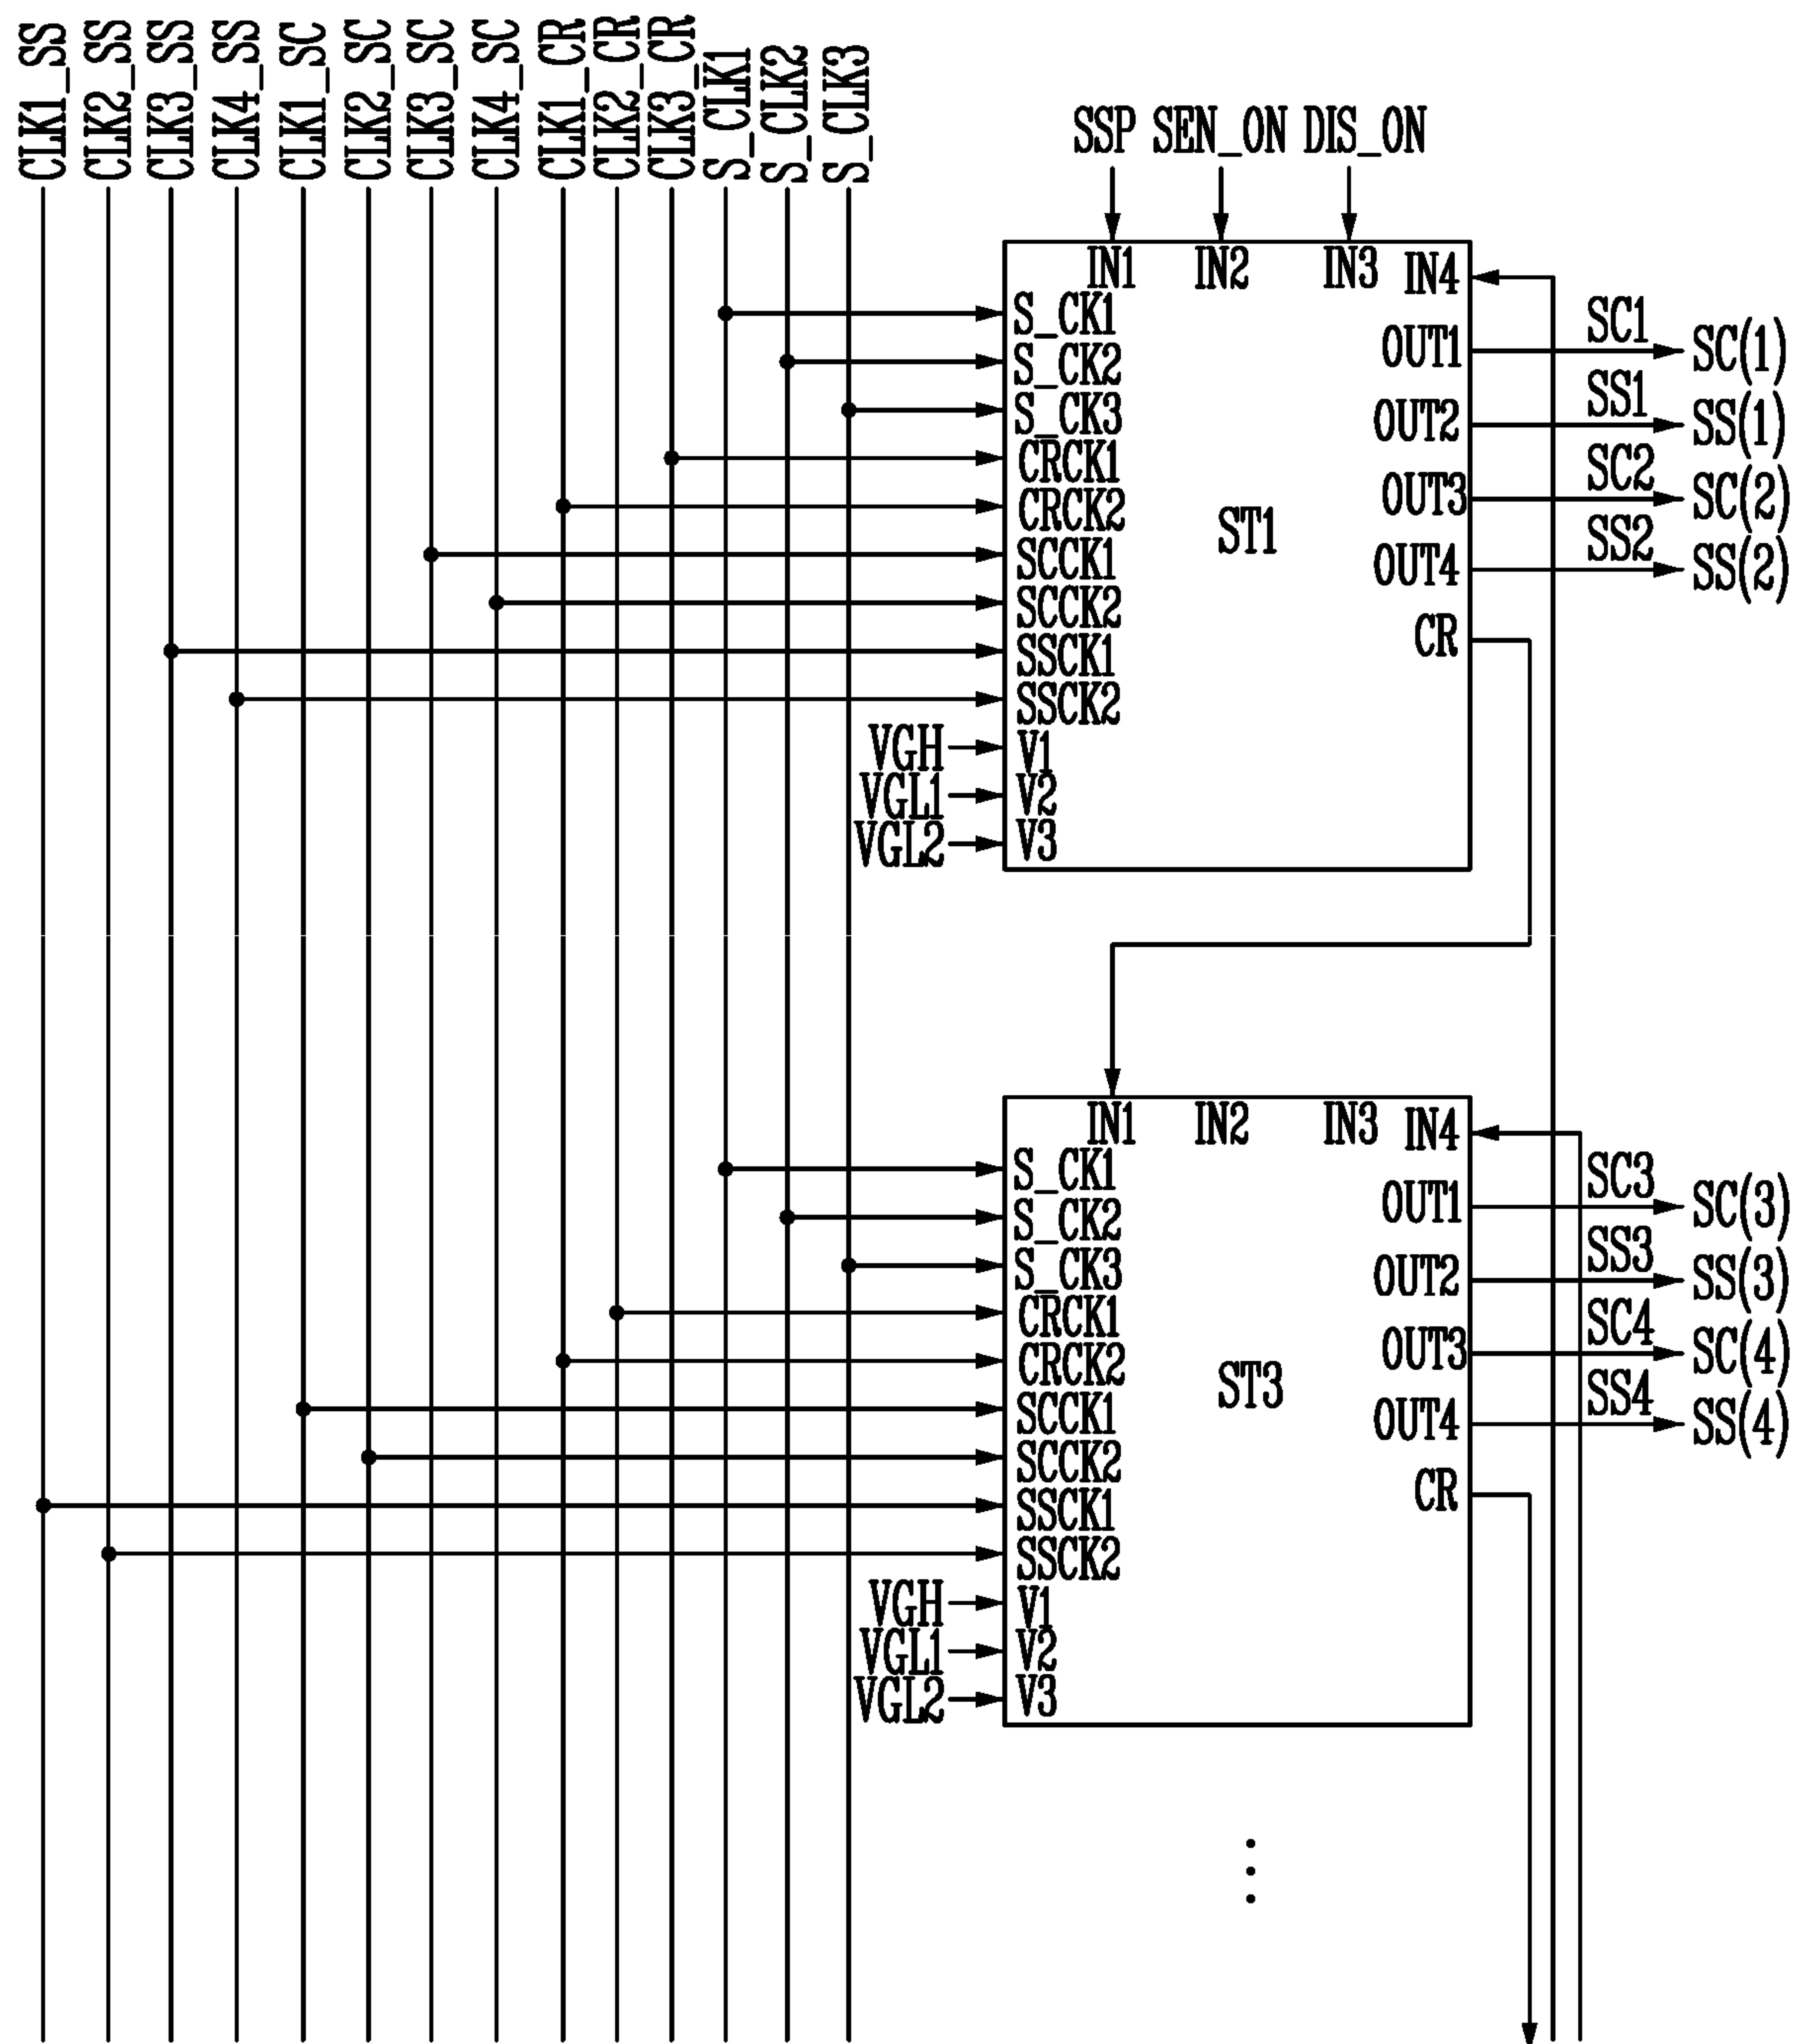 CLK1_SS
CLK2_SS
CLK3_SS
CLK4_SS
CLK1_SC
CLK2_SC
CLK3_SC
CLK4_SC
CLK1_CR
CLK2_CR
CLK3_CR
S_CLK1
S_CLK2
S_CLK3
SSP SEN_ON DIS_ON
IN1 IN2 IN3 IN4
S_CK1
S_CK2
S_CK3
CRCK1
CRCK2
SCCK1
SCCK2
SSCK1
SSCK2
VGH V1
VGL1 V2
VGL2 V3
ST1
OUT1 SC1 SC(1)
OUT2 SS1 SS(1)
OUT3 SC2 SC(2)
OUT4 SS2 SS(2)
CR
IN1 IN2 IN3 IN4
S_CK1
S_CK2
S_CK3
CRCK1
CRCK2
SCCK1
SCCK2
SSCK1
SSCK2
VGH V1
VGL1 V2
VGL2 V3
ST3
OUT1 SC3 SC(3)
OUT2 SS3 SS(3)
OUT3 SC4 SC(4)
OUT4 SS4 SS(4)
CR